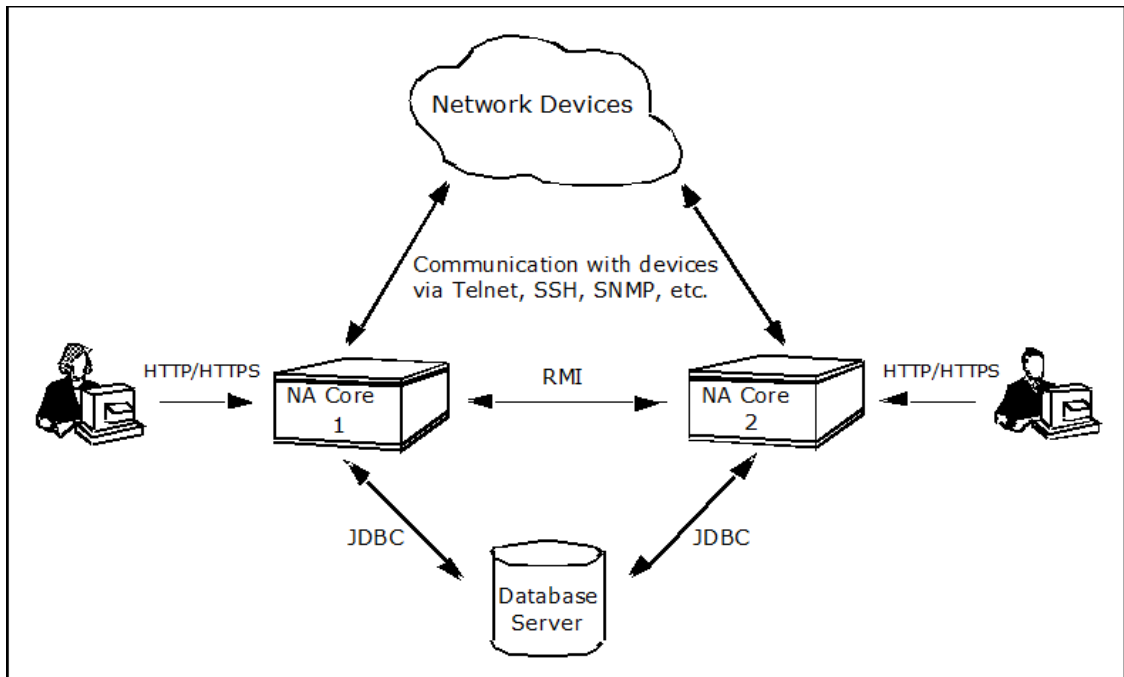 Network Devices
Communication with devices
via Telnet, SSH, SNMP, etc.
HTTP/HTTPS
NA Core
1
RMI
NA Core
2
HTTP/HTTPS
JDBC
JDBC
Database
Server